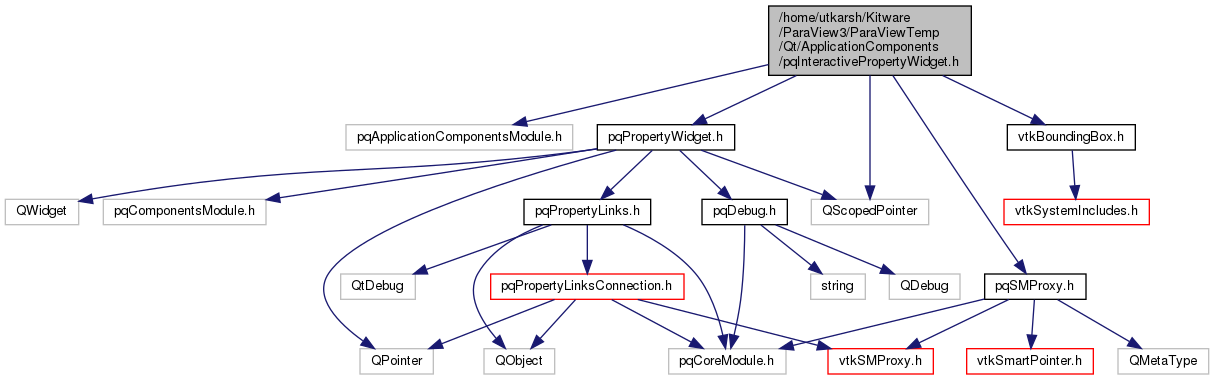 /home/utkarsh/Kitware
/ParaView3/ParaViewTemp
/Qt/ApplicationComponents
/pqInteractivePropertyWidget.h
pqApplicationComponentsModule.h
pqPropertyWidget.h
vtkBoundingBox.h
QWidget
pqComponentsModule.h
pqPropertyLinks.h
pqDebug.h
QScopedPointer
vtkSystemIncludes.h
QtDebug
pqPropertyLinksConnection.h
string
QDebug
pqSMProxy.h
QPointer
QObject
pqCoreModule.h
vtkSMProxy.h
vtkSmartPointer.h
QMetaType